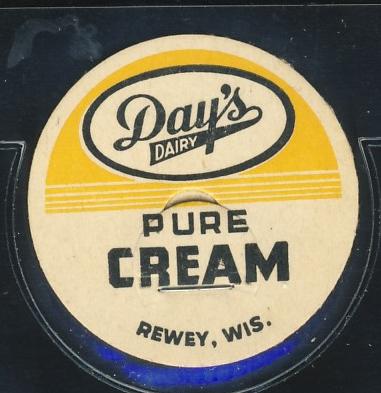 Day's
DAIRY
PURE
CREAM
REWEY, WIS.